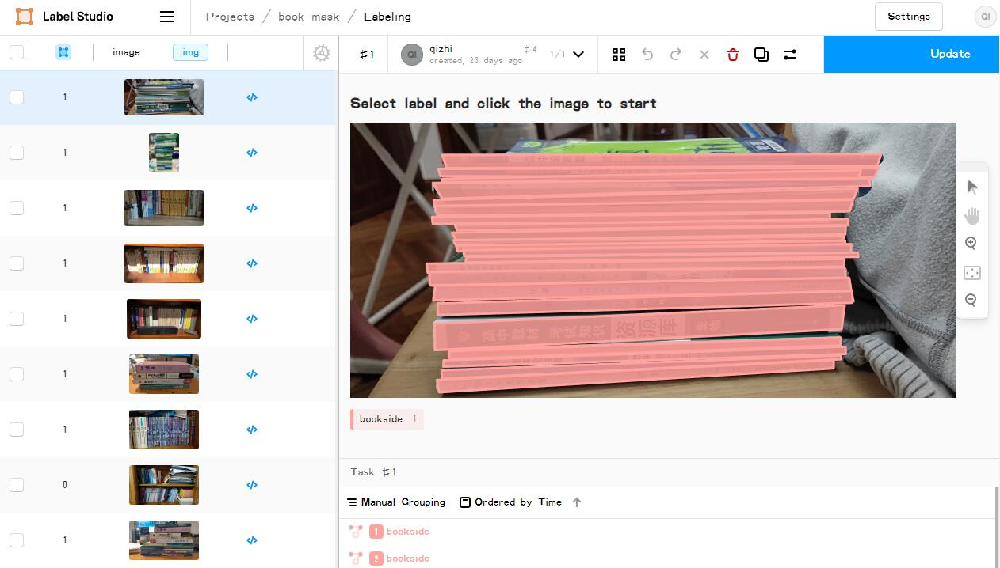 Label Studio
Projects / book-mask / Labeling
Settings
QI
image
img
#1
QI
qizhi
created, 23 days ago
#4
1/1
Update
1
1
1
1
1
1
1
0
1
Select label and click the image to start
高中教材 考试知识 资源库 生物
bookside 1
Task #1
Manual Grouping
Ordered by Time
1 bookside
2 bookside